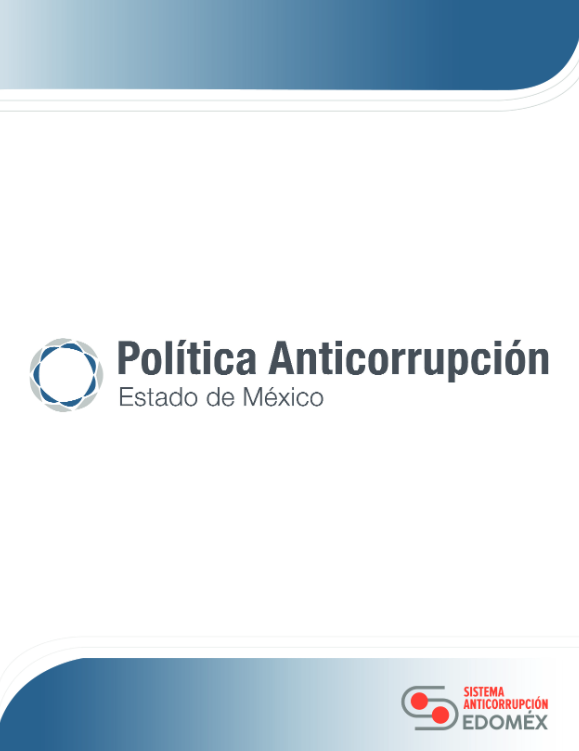 Política Anticorrupción
Estado de México
SISTEMA
ANTICORRUPCIÓN
EDOMÉX